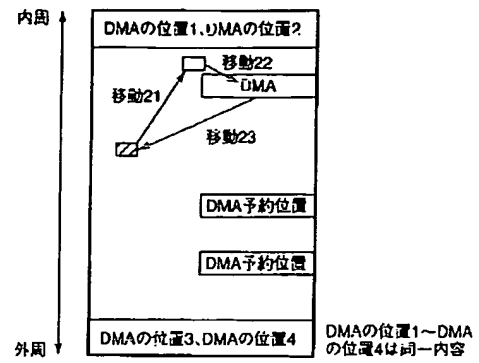 内周
DMAの位置1、DMAの位置2
移動22
DMA
移動21
移動23
DMA予約位置
DMA予約位置
DMAの位置3、DMAの位置4
外周
DMAの位置1～DMA
の位置4は同一内容